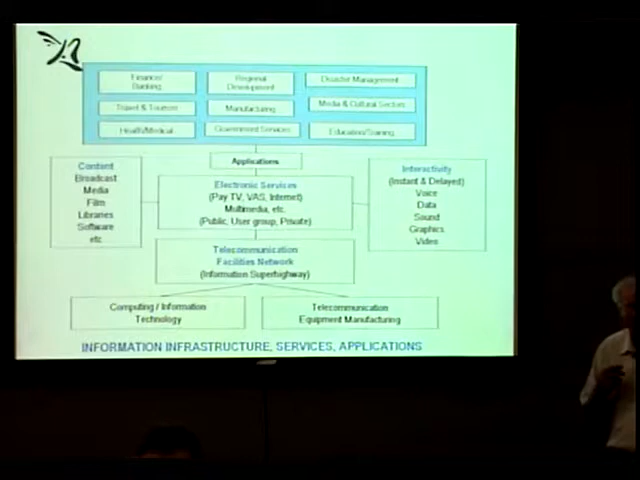 Finance/
Banking
Regional
Development
Disaster Management
Travel & Tourism
Manufacturing
Media & Cultural Sectors
Health/Medical
Government Services
Education/Training
Applications
Content
Broadcast
Media
Film
Libraries
Software
etc
Electronic Services
(Pay TV, VAS, Internet)
Multimedia, etc.
(Public, User group, Private)
Interactivity
(Instant & Delayed)
Voice
Data
Sound
Graphics
Video
Telecommunication
Facilities Network
(Information Superhighway)
Computing / Information
Technology
Telecommunication
Equipment Manufacturing
INFORMATION INFRASTRUCTURE, SERVICES, APPLICATIONS